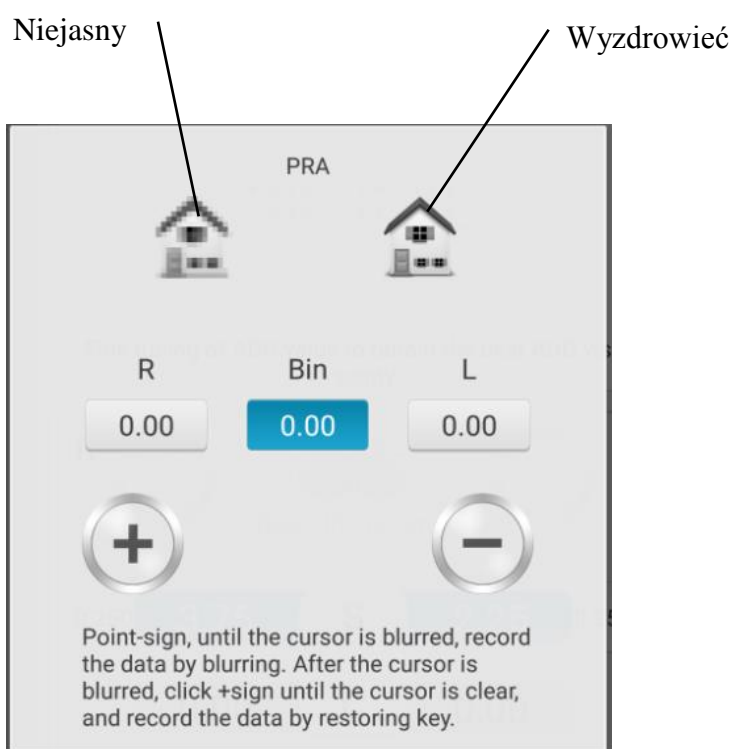 Niejasny
Wyzdrowieć
PRA
R Bin L
0.00 0.00 0.00
+ −
Point-sign, until the cursor is blurred, record
the data by blurring. After the cursor is
blurred, click +sign until the cursor is clear,
and record the data by restoring key.